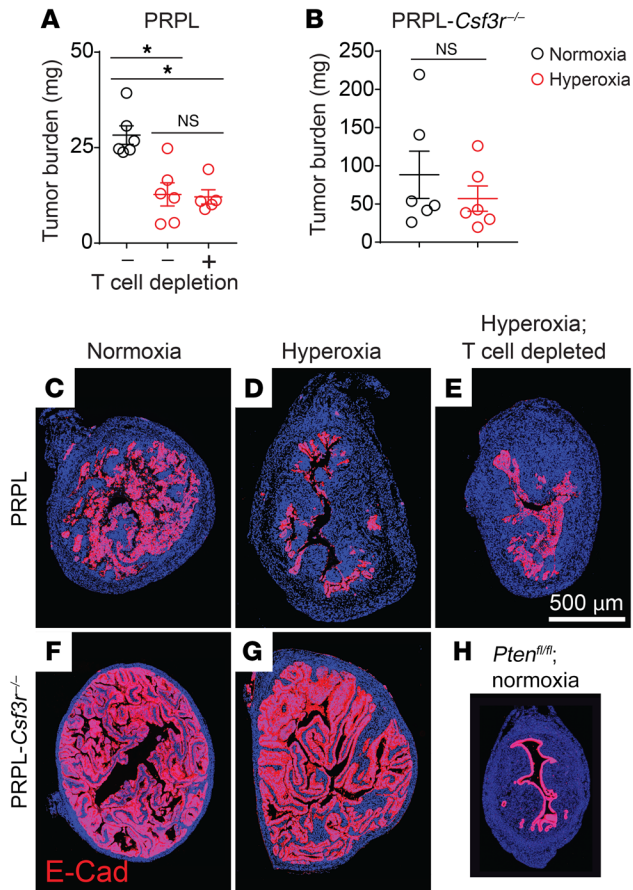 A PRPL
50
25
0
Tumor burden (mg)
*
*
NS
− − +
T cell depletion
B PRPL-Csf3r−/−
250
200
150
100
50
0
Tumor burden (mg)
NS
Normoxia
Hyperoxia
Normoxia
Hyperoxia
Hyperoxia;
T cell depleted
PRPL
C
D
E
500 µm
PRPL-Csf3r−/−
F
G
E-Cad
H Ptenfl/fl;
normoxia